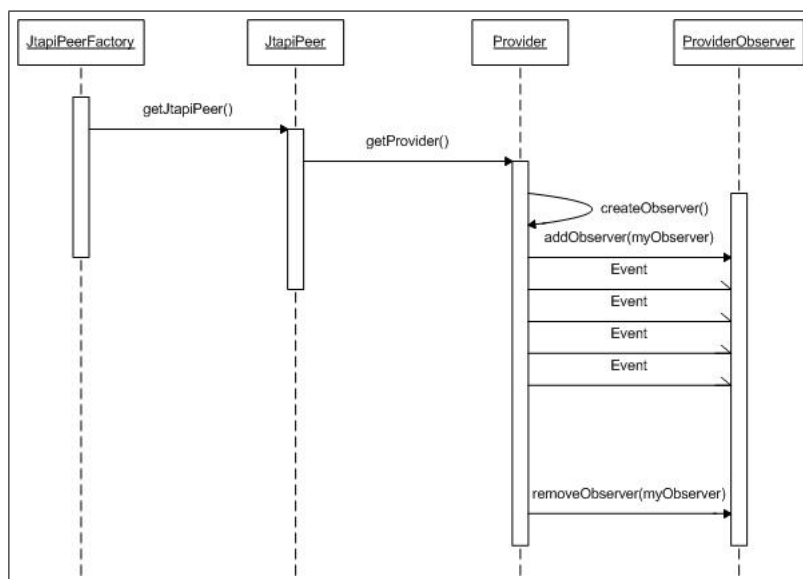 JtapiPeerFactory
JtapiPeer
Provider
ProviderObserver
getJtapiPeer()
getProvider()
createObserver()
addObserver(myObserver)
Event
Event
Event
Event
removeObserver(myObserver)